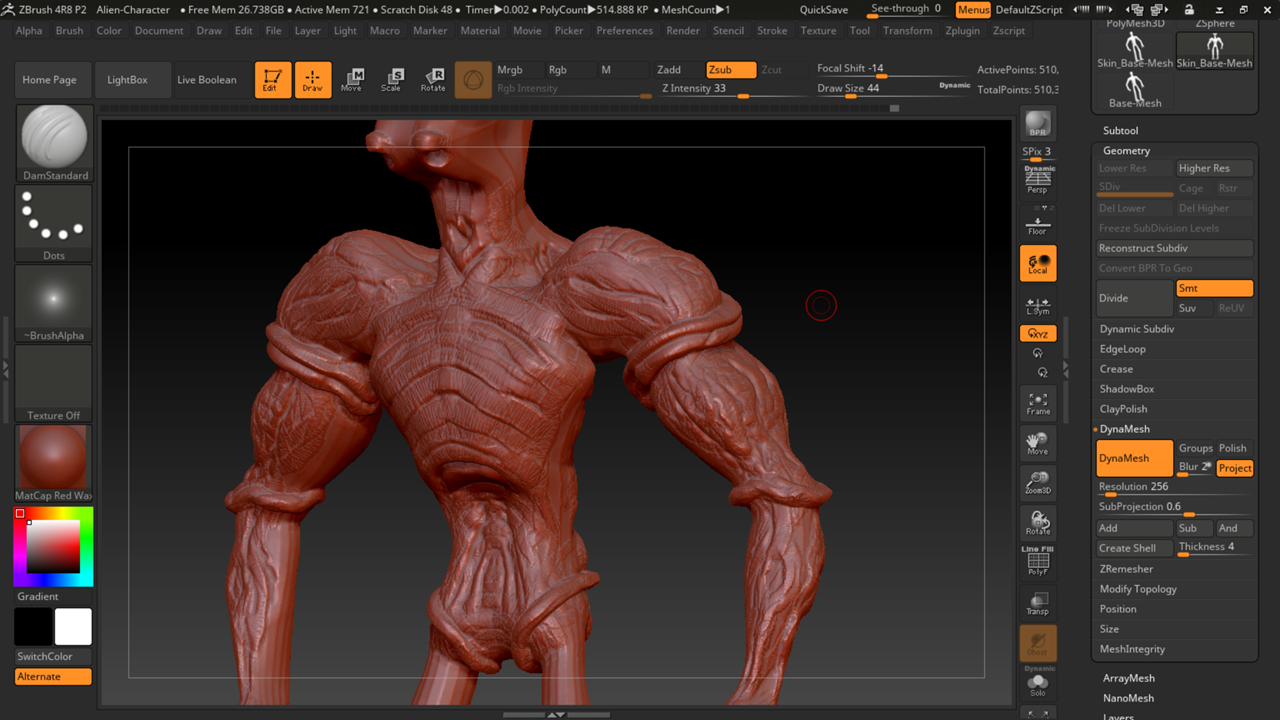 ZBrush 4R8 P2 Alien-Character • Free Mem 26.738GB • Active Mem 721 • Scratch Disk 48 • Timer▶0.002 • PolyCount▶514.888 KP • MeshCount▶1 QuickSave See-through 0 Menus DefaultZScript
Alpha Brush Color Document Draw Edit File Layer Light Macro Marker Material Movie Picker Preferences Render Stencil Stroke Texture Tool Transform Zplugin Zscript
Home Page LightBox Live Boolean Edit Draw Move Scale Rotate
M S R
Mrgb Rgb M Zadd Zsub Zcut Focal Shift -14 ActivePoints: 510,
Rgb Intensity Z Intensity 33 Draw Size 44 Dynamic TotalPoints: 510,3
DamStandard
Dots
~BrushAlpha
Texture Off
MatCap Red Wax
Gradient
SwitchColor
Alternate
BPR
SPix 3
Dynamic
Persp
Floor
Local
L.Sym
XYZ
Frame
Move
Zoom3D
Rotate
Line Fill
PolyF
Transp
Ghost
Dynamic
Solo
PolyMesh3D ZSphere
Skin_Base-Mesh Skin_Base-Mesh
Base-Mesh
Subtool
Geometry
Lower Res Higher Res
SDiv Cage Rstr
Del Lower Del Higher
Freeze SubDivision Levels
Reconstruct Subdiv
Convert BPR To Geo
Divide Smt
Suv ReUV
Dynamic Subdiv
EdgeLoop
Crease
ShadowBox
ClayPolish
DynaMesh
DynaMesh Groups Polish
Blur 2 Project
Resolution 256
SubProjection 0.6
Add Sub And
Create Shell Thickness 4
ZRemesher
Modify Topology
Position
Size
MeshIntegrity
ArrayMesh
NanoMesh
Layers